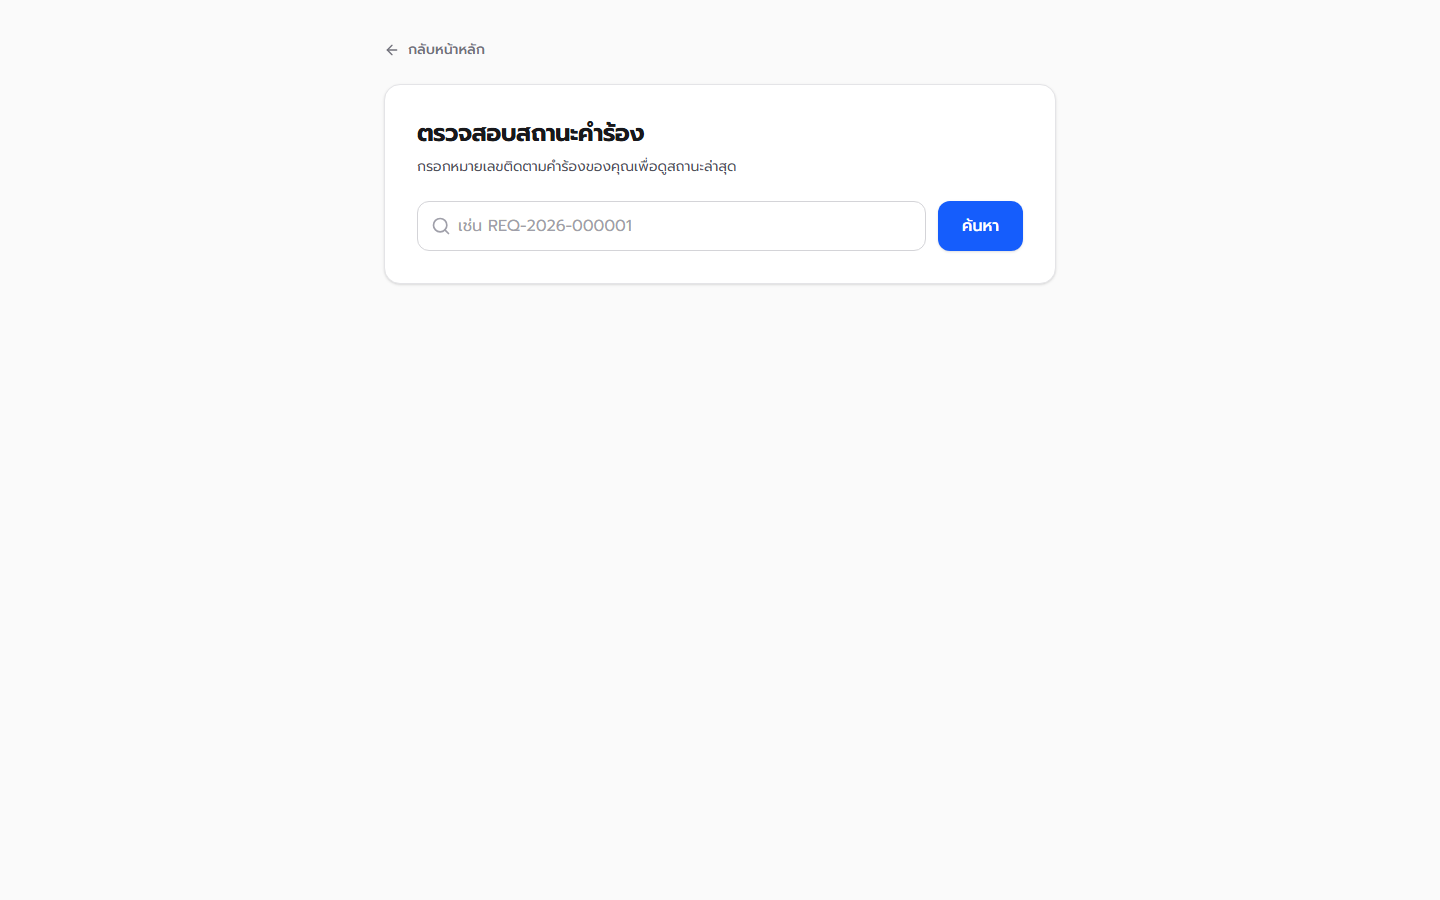 กลับหน้าหลัก
ตรวจสอบสถานะคำร้อง
กรอกหมายเลขติดตามคำร้องของคุณเพื่อดูสถานะล่าสุด
เช่น REQ-2026-000001
ค้นหา